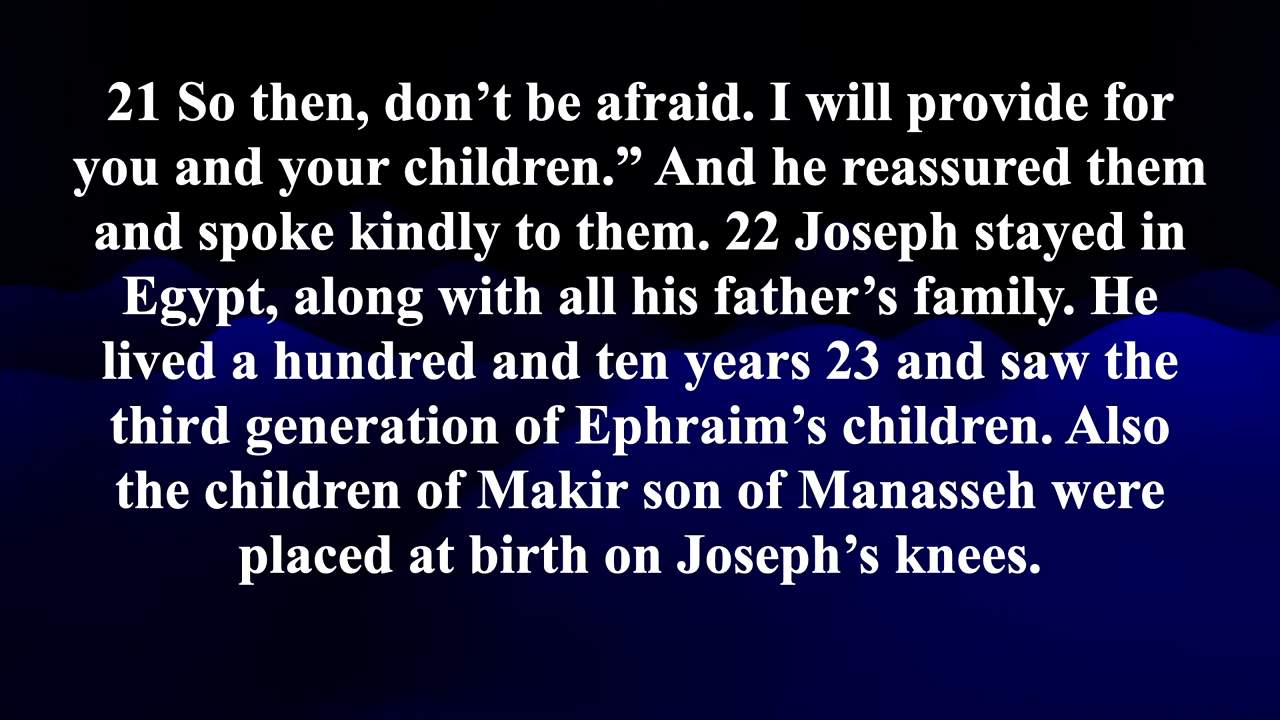 21 So then, don’t be afraid. I will provide for
you and your children.” And he reassured them
and spoke kindly to them. 22 Joseph stayed in
Egypt, along with all his father’s family. He
lived a hundred and ten years 23 and saw the
third generation of Ephraim’s children. Also
the children of Makir son of Manasseh were
placed at birth on Joseph’s knees.